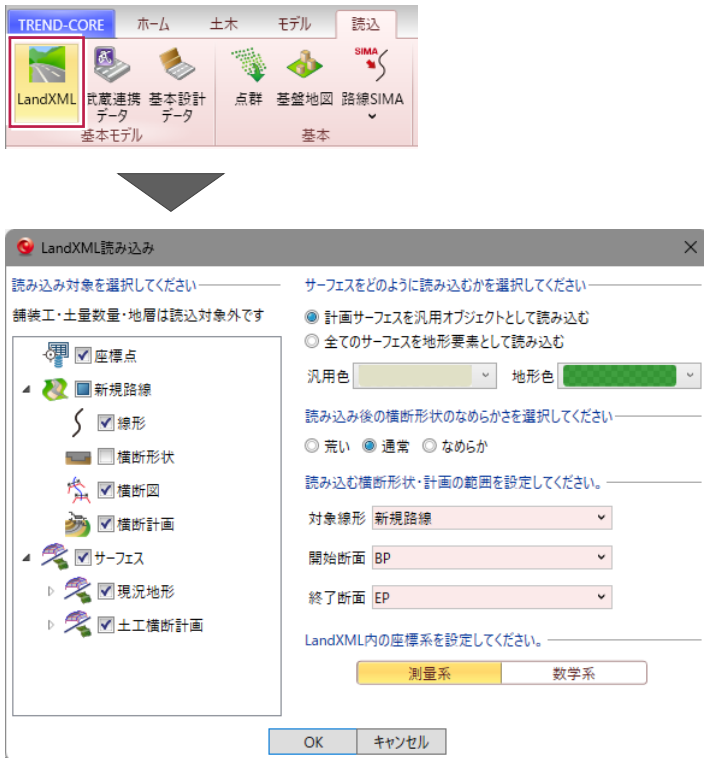 TREND-CORE ホーム 土木 モデル 読込
LandXML 武蔵連携データ 基本設計データ 点群 基盤地図 路線SIMA
SIMA
基本モデル 基本
LandXML読み込み
読み込み対象を選択してください
舗装工・土量数量・地層は読込対象外です
座標点
新規路線
線形
横断形状
横断図
横断計画
サーフェス
現況地形
土工横断計画
サーフェスをどのように読み込むかを選択してください
計画サーフェスを汎用オブジェクトとして読み込む
全てのサーフェスを地形要素として読み込む
汎用色 地形色
読み込み後の横断形状のなめらかさを選択してください
荒い 通常 なめらか
読み込む横断形状・計画の範囲を設定してください。
対象線形 新規路線
開始断面 BP
終了断面 EP
LandXML内の座標系を設定してください。
測量系 数学系
OK キャンセル